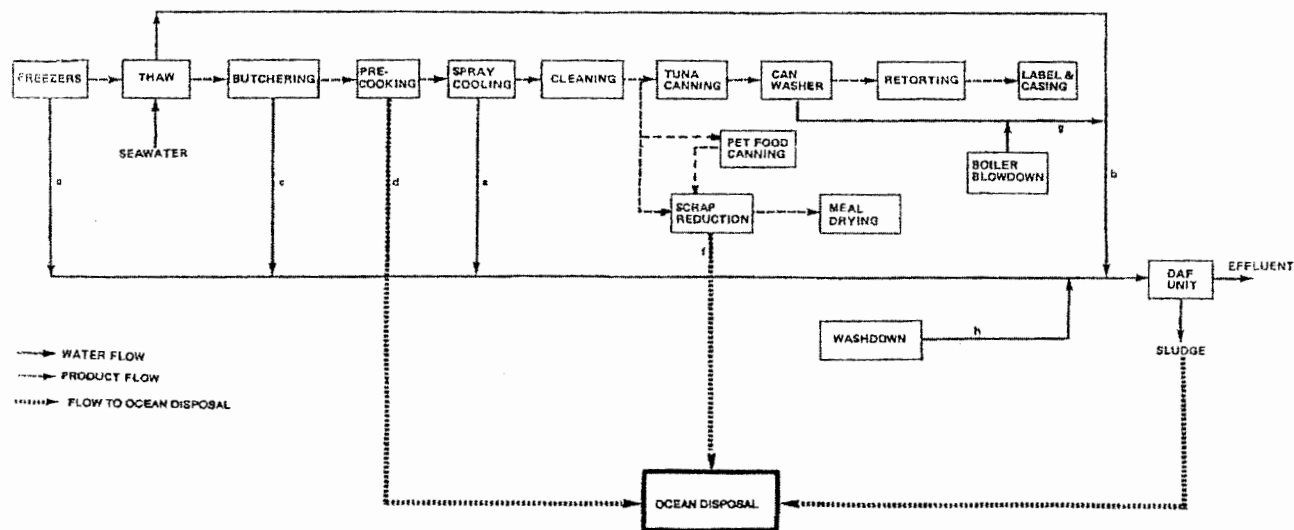 FREEZERS
THAW
BUTCHERING
PRE-
COOKING
SPRAY
COOLING
CLEANING
TUNA
CANNING
CAN
WASHER
RETORTING
LABEL &
CASING
SEAWATER
PET FOOD
CANNING
BOILER
BLOWDOWN
SCRAP
REDUCTION
MEAL
DRYING
a
c
d
e
f
g
b
DAF
UNIT
EFFLUENT
WASHDOWN
h
SLUDGE
WATER FLOW
PRODUCT FLOW
FLOW TO OCEAN DISPOSAL
OCEAN DISPOSAL